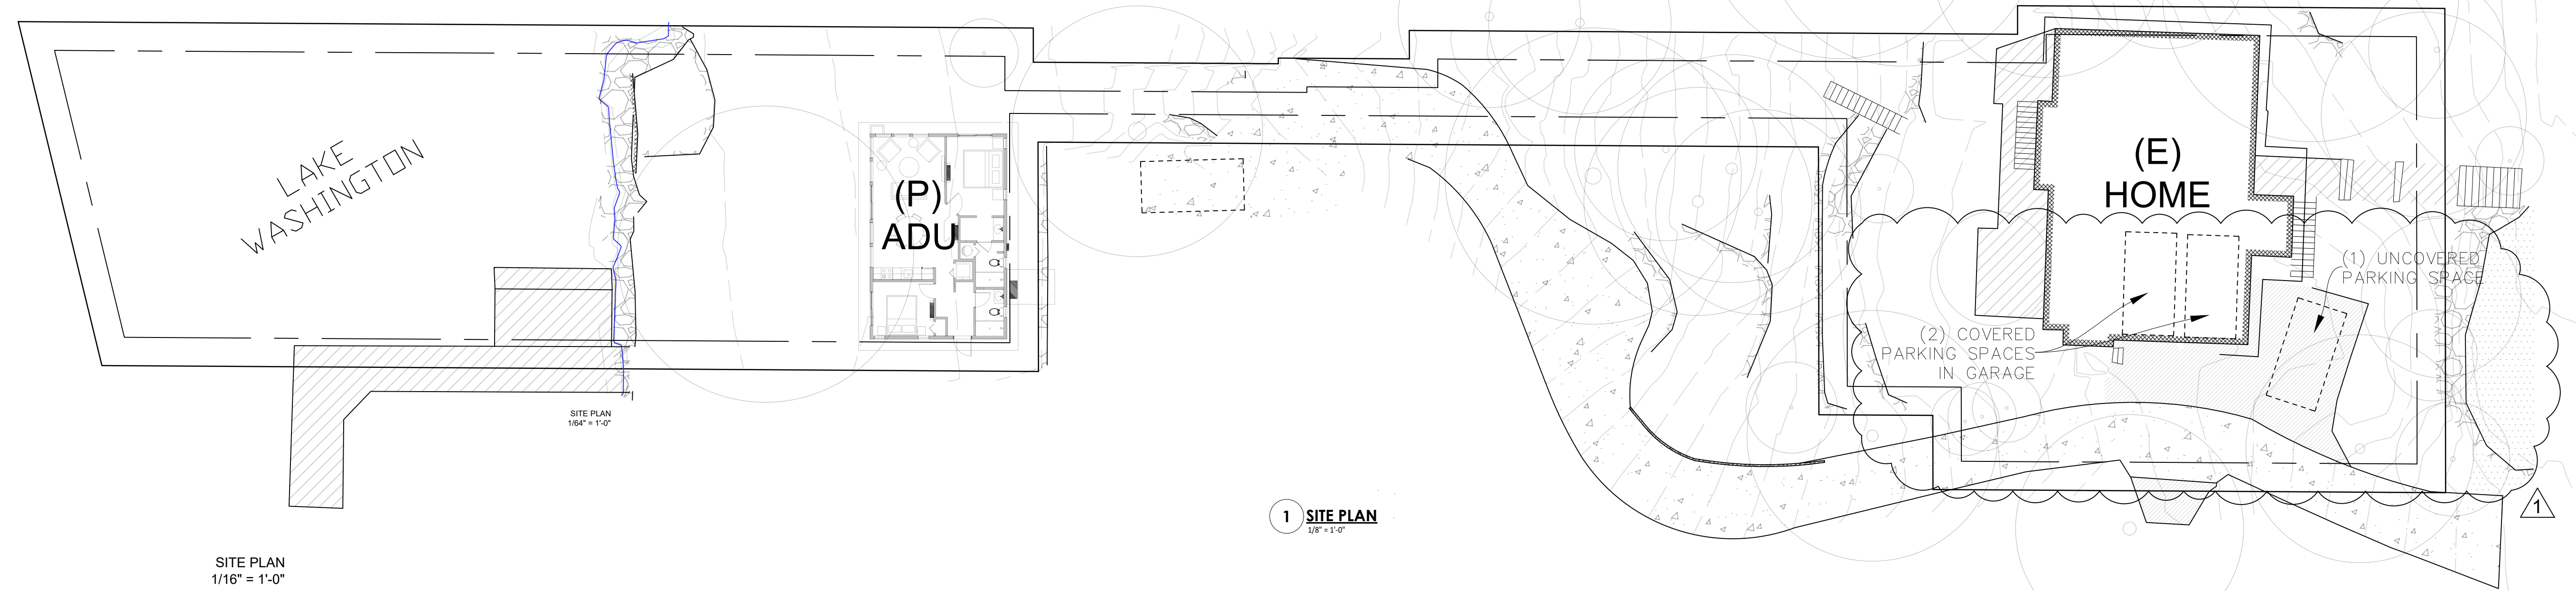 LAKE
WASHINGTON
(P)
ADU
(E)
HOME
(1) UNCOVERED
PARKING SPACE
(2) COVERED
PARKING SPACES
IN GARAGE
SITE PLAN
1/64" = 1'-0"
1 SITE PLAN
1/8" = 1'-0"
1
SITE PLAN
1/16" = 1'-0"